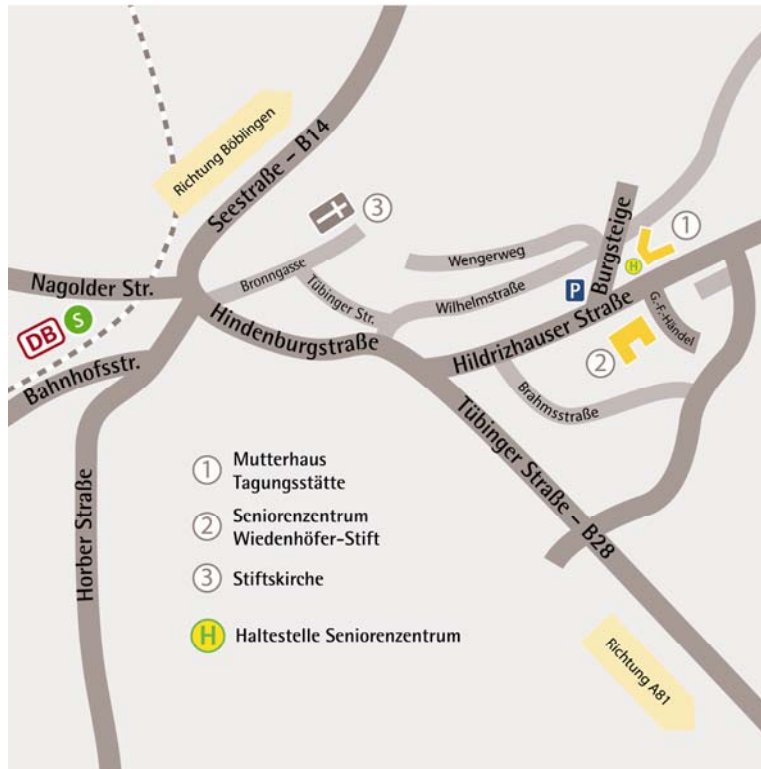 Richtung Böblingen
Seestraße – B14
3
Nagolder Str.
Bronngasse
Tübinger Str.
Wengerweg
Wilhelmstraße
Burgsteige
1
H
P
DB
S
Bahnhofsstr.
Hindenburgstraße
Hildrizhauser Straße
G.-F.-Händel
2
Brahmsstraße
Tübinger Straße – B28
Horber Straße
1 Mutterhaus
Tagungsstätte
2 Seniorenzentrum
Wiedenhöfer-Stift
3 Stiftskirche
H Haltestelle Seniorenzentrum
Richtung A81